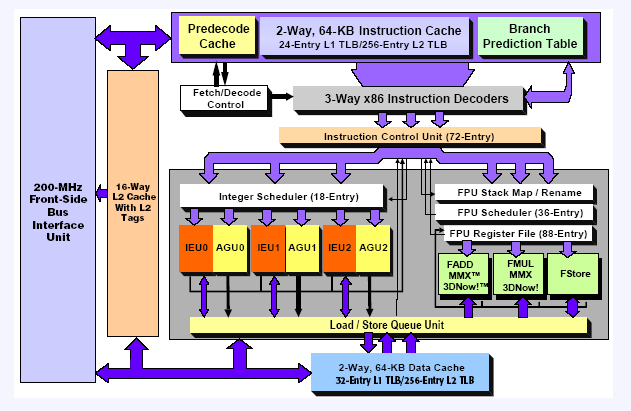 Predecode
Cache
2-Way, 64-KB Instruction Cache
24-Entry L1 TLB/256-Entry L2 TLB
Branch
Prediction Table
Fetch/Decode
Control
3-Way x86 Instruction Decoders
Instruction Control Unit (72-Entry)
200-MHz
Front-Side
Bus
Interface
Unit
16-Way
L2 Cache
With L2
Tags
Integer Scheduler (18-Entry)
FPU Stack Map / Rename
FPU Scheduler (36-Entry)
FPU Register File (88-Entry)
IEU0
AGU0
IEU1
AGU1
IEU2
AGU2
FADD
MMX™
3DNow!™
FMUL
MMX
3DNow!
FStore
Load / Store Queue Unit
2-Way, 64-KB Data Cache
32-Entry L1 TLB/256-Entry L2 TLB